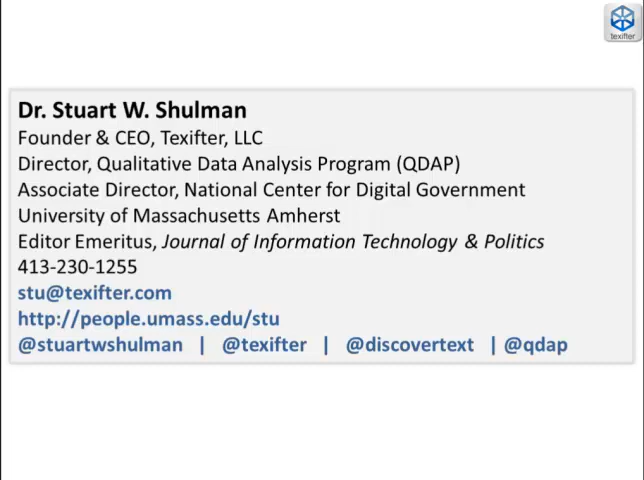 texifter
Dr. Stuart W. Shulman
Founder & CEO, Texifter, LLC
Director, Qualitative Data Analysis Program (QDAP)
Associate Director, National Center for Digital Government
University of Massachusetts Amherst
Editor Emeritus, Journal of Information Technology & Politics
413-230-1255
stu@texifter.com
http://people.umass.edu/stu
@stuartwshulman | @texifter | @discovertext | @qdap